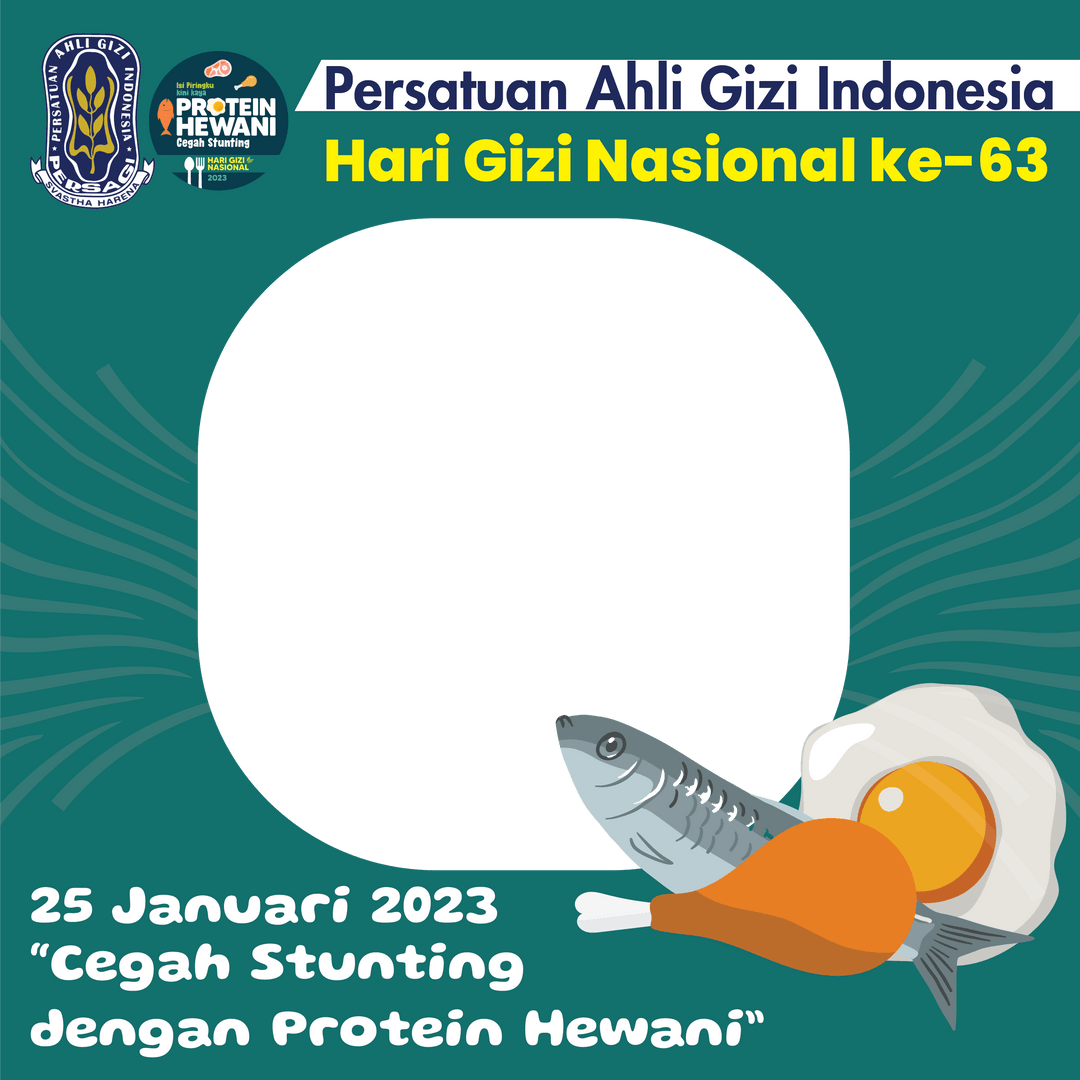 PERSATUAN AHLI GIZI INDONESIA
PERSAGI
SVASTHA HARENA
Isi Piringku
kini kaya
PROTEIN
HEWANI
Cegah Stunting
HARI GIZI
NASIONAL
2023
Persatuan Ahli Gizi Indonesia
Hari Gizi Nasional ke-63
25 Januari 2023
"Cegah Stunting
dengan Protein Hewani"